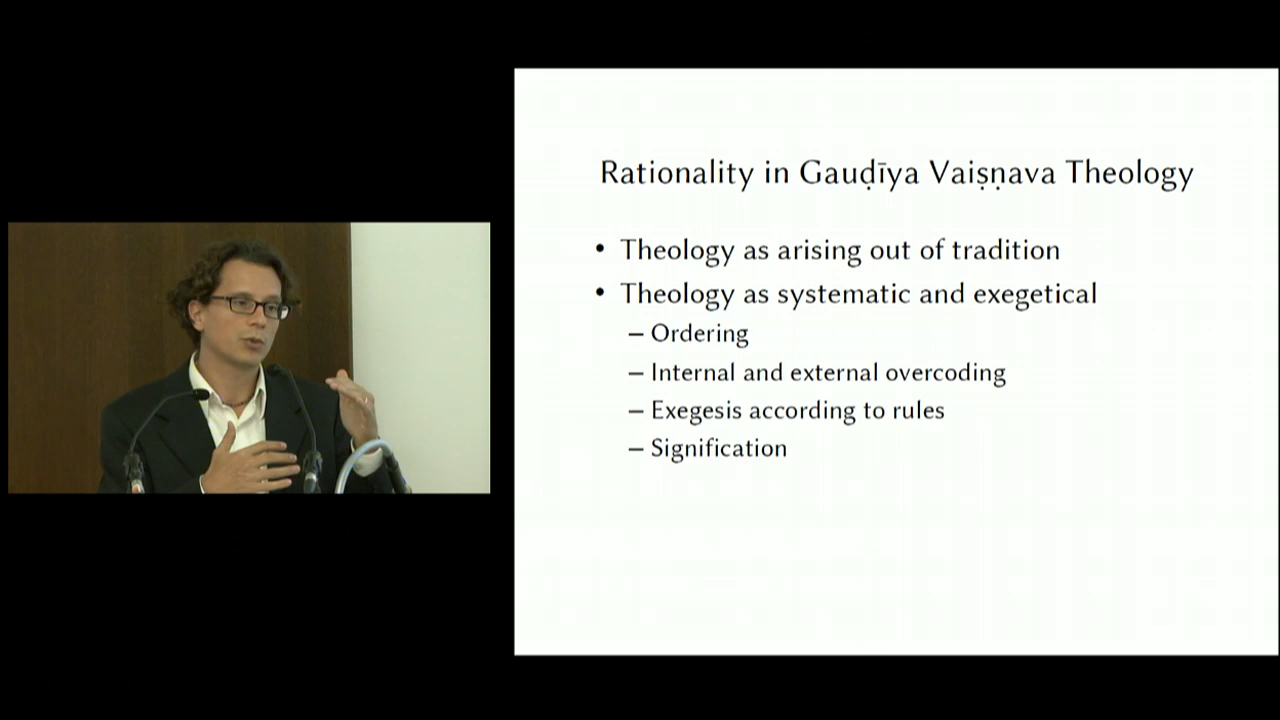 Rationality in Gauḍīya Vaiṣṇava Theology
• Theology as arising out of tradition
• Theology as systematic and exegetical
– Ordering
– Internal and external overcoding
– Exegesis according to rules
– Signification